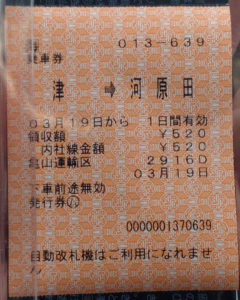 013-639
乗車券
津 ➡ 河原田
03月19日から 1日間有効
領収額 ¥520
内社線金額 ¥520
亀山運輸区 2916D
03月19日
下車前途無効
発行券㋩
0000001370639
自動改札機はご利用になれませ
ん